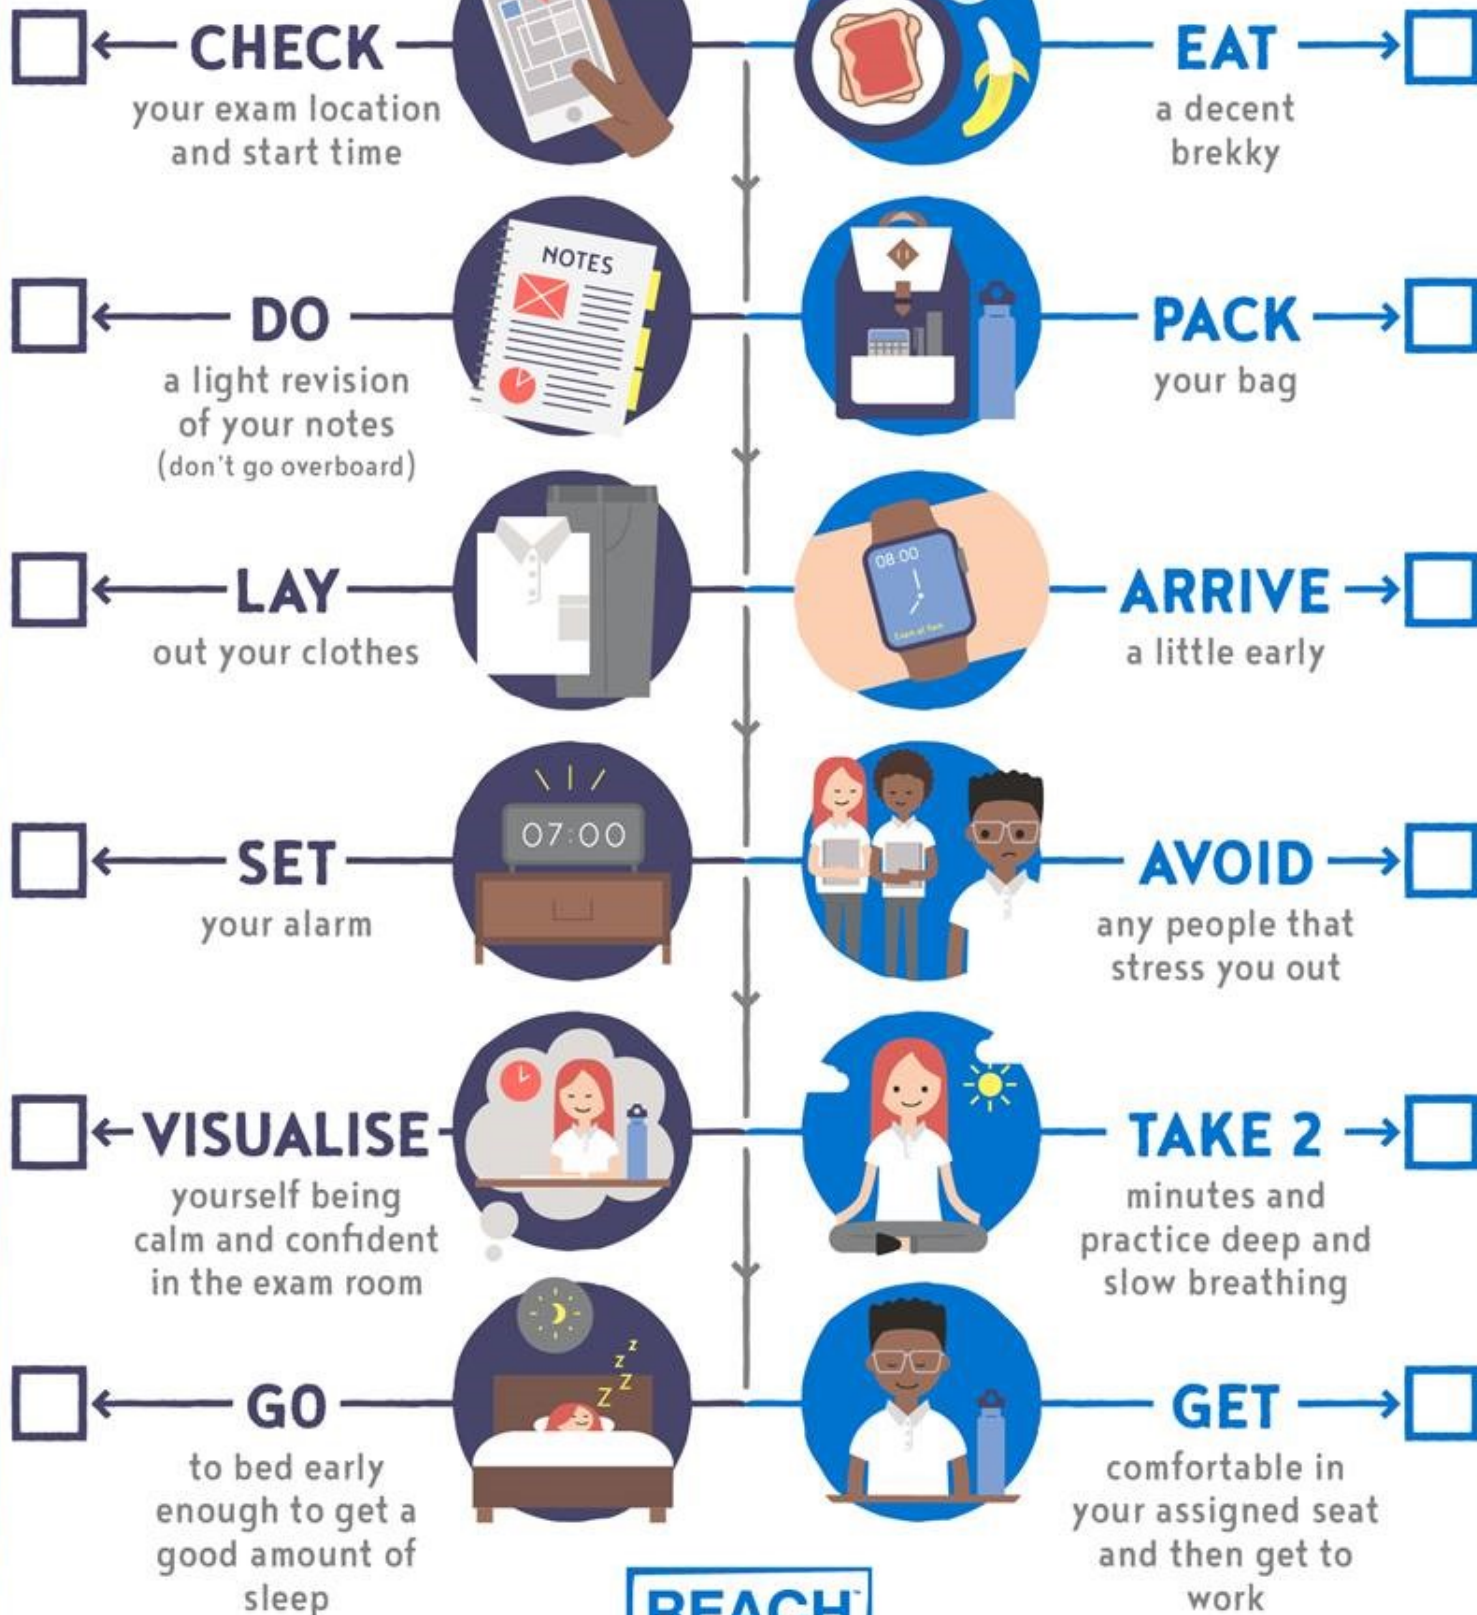 CHECK
your exam location
and start time
DO
a light revision
of your notes
(don't go overboard)
NOTES
LAY
out your clothes
SET
your alarm
07:00
VISUALISE
yourself being
calm and confident
in the exam room
GO
to bed early
enough to get a
good amount of
sleep
z
z
z
z
EAT
a decent
brekky
PACK
your bag
ARRIVE
a little early
08:00
Exam at 9am
AVOID
any people that
stress you out
TAKE 2
minutes and
practice deep and
slow breathing
GET
comfortable in
your assigned seat
and then get to
work
REACH